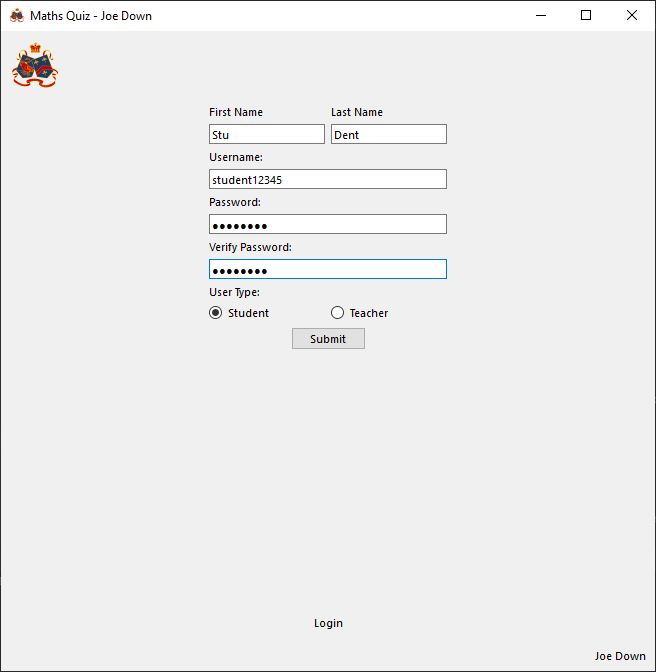 Maths Quiz - Joe Down
First Name Last Name
Stu Dent
Username:
student12345
Password:
●●●●●●●●
Verify Password:
●●●●●●●●
User Type:
Student Teacher
Submit
Login
Joe Down